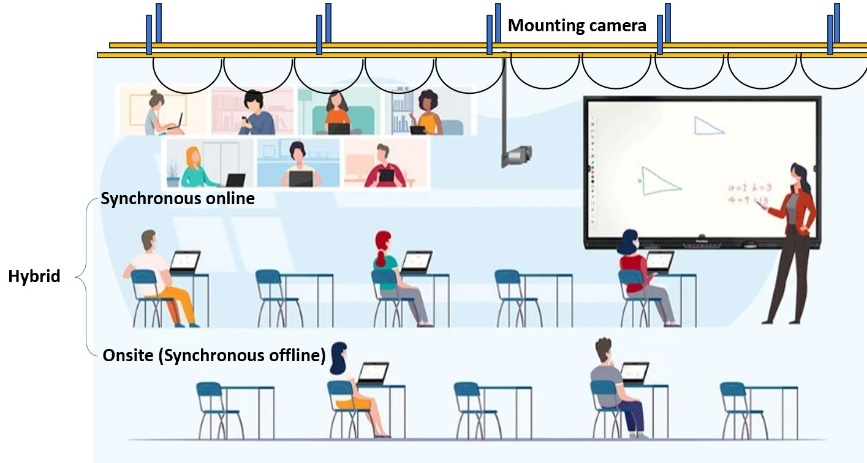 Mounting camera
Synchronous online
Hybrid
Onsite (Synchronous offline)